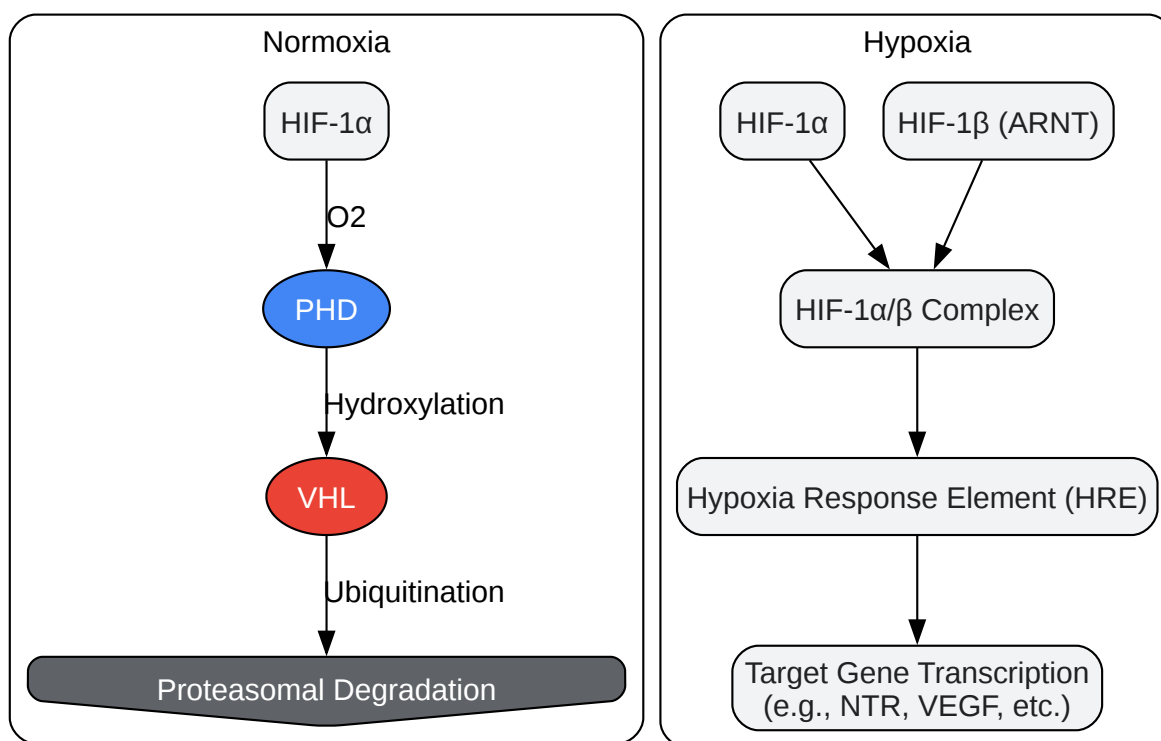 Normoxia
HIF-1α
O2
PHD
Hydroxylation
VHL
Ubiquitination
Proteasomal Degradation
Hypoxia
HIF-1α
HIF-1β (ARNT)
HIF-1α/β Complex
Hypoxia Response Element (HRE)
Target Gene Transcription
(e.g., NTR, VEGF, etc.)